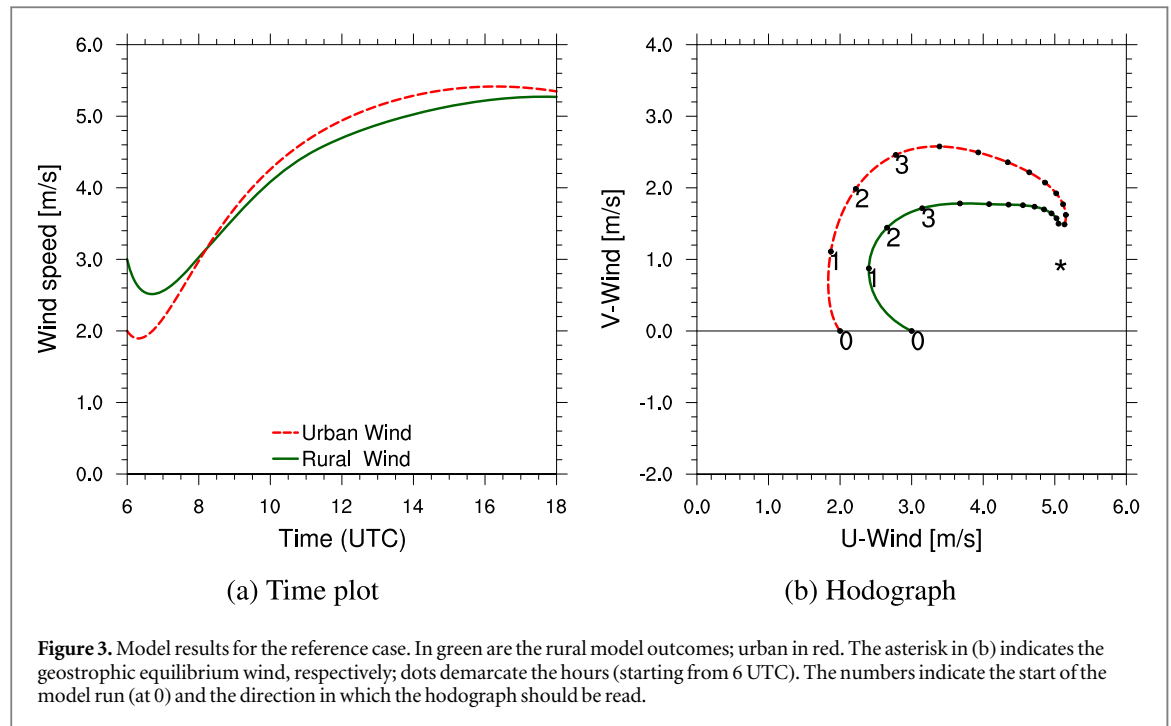 6.0
5.0
4.0
3.0
2.0
1.0
0.0
Wind speed [m/s]
Urban Wind
Rural Wind
6 8 10 12 14 16 18
Time (UTC)
(a) Time plot
4.0
3.0
2.0
1.0
0.0
-1.0
-2.0
V-Wind [m/s]
3
2
1
0
3
2
1
0
*
0.0 1.0 2.0 3.0 4.0 5.0 6.0
U-Wind [m/s]
(b) Hodograph
Figure 3. Model results for the reference case. In green are the rural model outcomes; urban in red. The asterisk in (b) indicates the
geostrophic equilibrium wind, respectively; dots demarcate the hours (starting from 6 UTC). The numbers indicate the start of the
model run (at 0) and the direction in which the hodograph should be read.